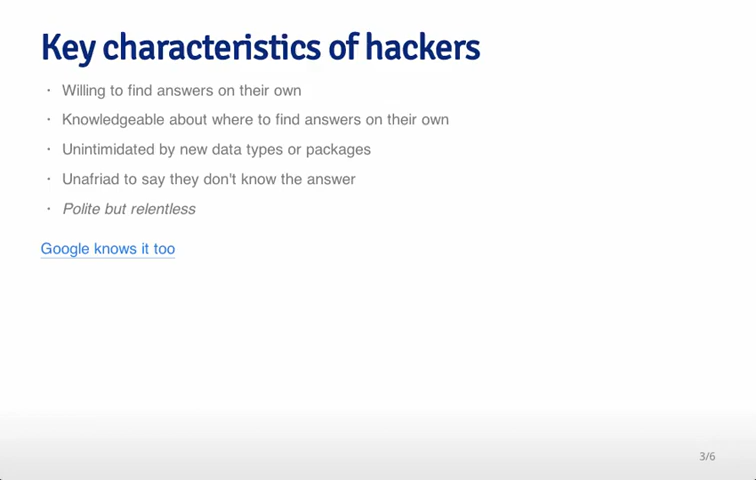 Key characteristics of hackers
· Willing to find answers on their own
· Knowledgeable about where to find answers on their own
· Unintimidated by new data types or packages
· Unafriad to say they don't know the answer
· Polite but relentless
Google knows it too
3/6